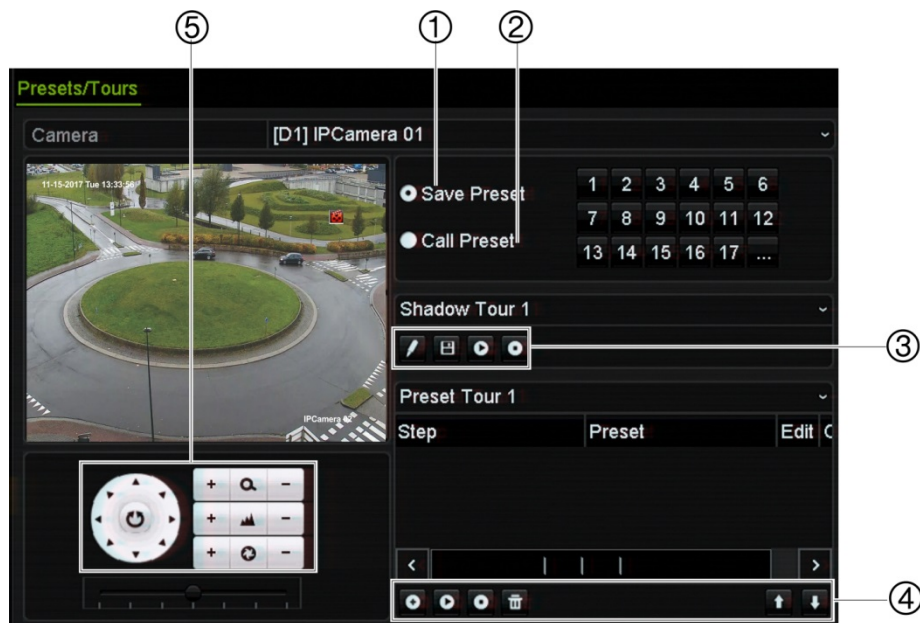 ⑤ ① ②
Presets/Tours
Camera [D1] IPCamera 01
11-15-2017 Tue 13:33:56
Save Preset
Call Preset
1 2 3 4 5 6
7 8 9 10 11 12
13 14 15 16 17 ...
Shadow Tour 1
③
Preset Tour 1
Step Preset Edit
IPCamera
+ -
+ -
+ -
< >
④